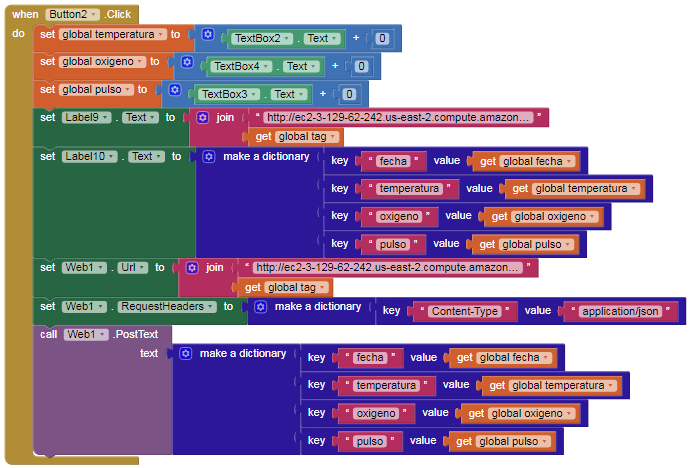 when Button2 .Click
do set global temperatura to TextBox2 . Text + 0
set global oxigeno to TextBox4 . Text + 0
set global pulso to TextBox3 . Text + 0
set Label9 . Text to join " http://ec2-3-129-62-242.us-east-2.compute.amazon... "
get global tag
set Label10 . Text to make a dictionary key " fecha " value get global fecha
key " temperatura " value get global temperatura
key " oxigeno " value get global oxigeno
key " pulso " value get global pulso
set Web1 . Url to join " http://ec2-3-129-62-242.us-east-2.compute.amazon... "
get global tag
set Web1 . RequestHeaders to make a dictionary key " Content-Type " value " application/json "
call Web1 .PostText
text make a dictionary key " fecha " value get global fecha
key " temperatura " value get global temperatura
key " oxigeno " value get global oxigeno
key " pulso " value get global pulso